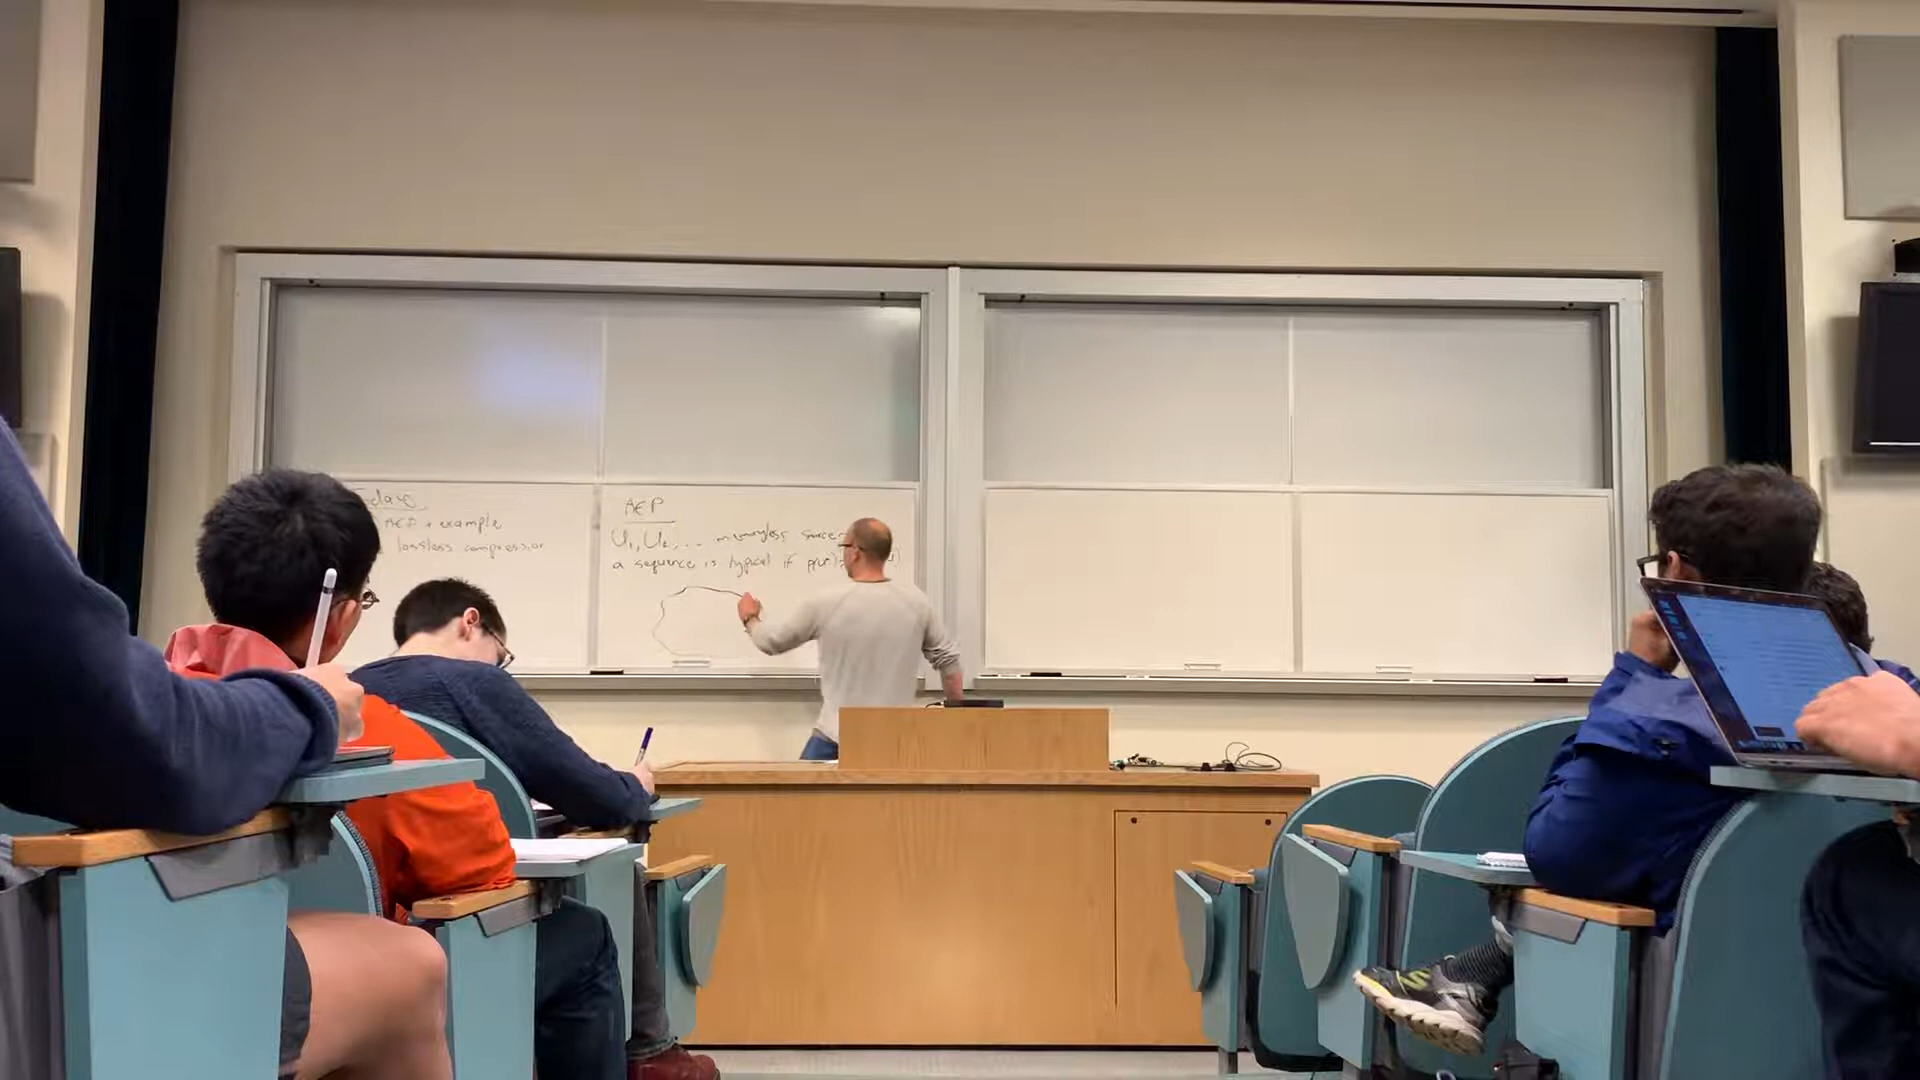 AEP + example
lossless compression
AEP
U₁, U₂, ... memoryless source
a sequence is typical if